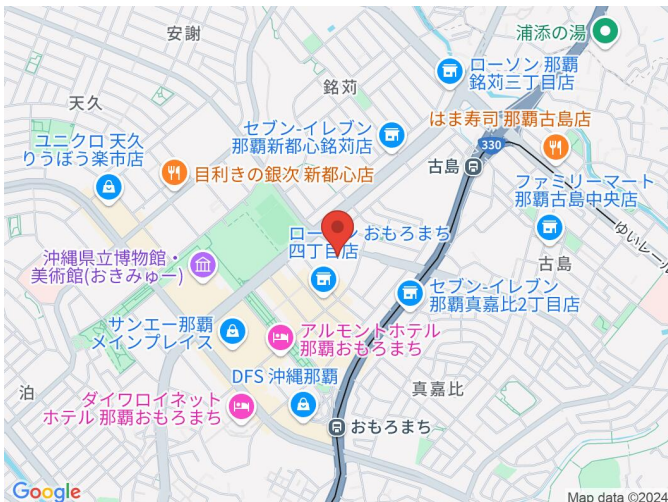 安謝
浦添の湯
ローソン 那覇
銘苅三丁目店
銘苅
天久
セブン-イレブン
那覇新都心銘苅店
はま寿司 那覇古島店
ユニクロ 天久
りうぼう楽市店
330
目利きの銀次 新都心店
古島
ファミリーマート
那覇古島中央店
ゆいレール
ロー ン おもろまち
四丁目店
沖縄県立博物館・
美術館(おきみゅー)
古島
セブン-イレブン
那覇真嘉比2丁目店
サンエー那覇
メインプレイス
アルモントホテル
那覇おもろまち
DFS 沖縄那覇
真嘉比
泊
ダイワロイネット
ホテル 那覇おもろまち
おもろまち
Google
Map data ©2024